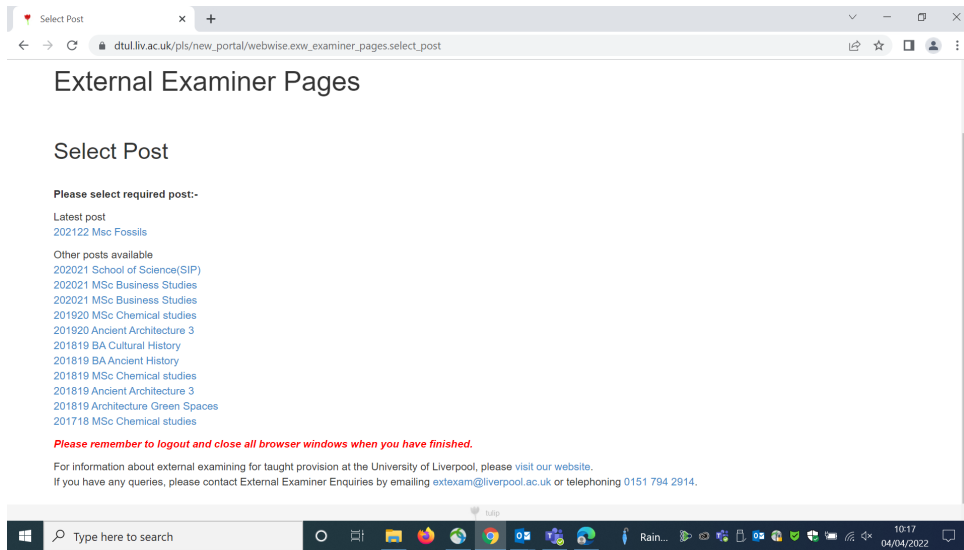 Select Post
dtul.liv.ac.uk/pls/new_portal/webwise.exw_examiner_pages.select_post
External Examiner Pages
Select Post
Please select required post:-
Latest post
202122 Msc Fossils
Other posts available
202021 School of Science(SIP)
202021 MSc Business Studies
202021 MSc Business Studies
201920 MSc Chemical studies
201920 Ancient Architecture 3
201819 BA Cultural History
201819 BA Ancient History
201819 MSc Chemical studies
201819 Ancient Architecture 3
201819 Architecture Green Spaces
201718 MSc Chemical studies
Please remember to logout and close all browser windows when you have finished.
For information about external examining for taught provision at the University of Liverpool, please visit our website.
If you have any queries, please contact External Examiner Enquiries by emailing extexam@liverpool.ac.uk or telephoning 0151 794 2914.
tulip
Type here to search
Rain...
10:17
04/04/2022